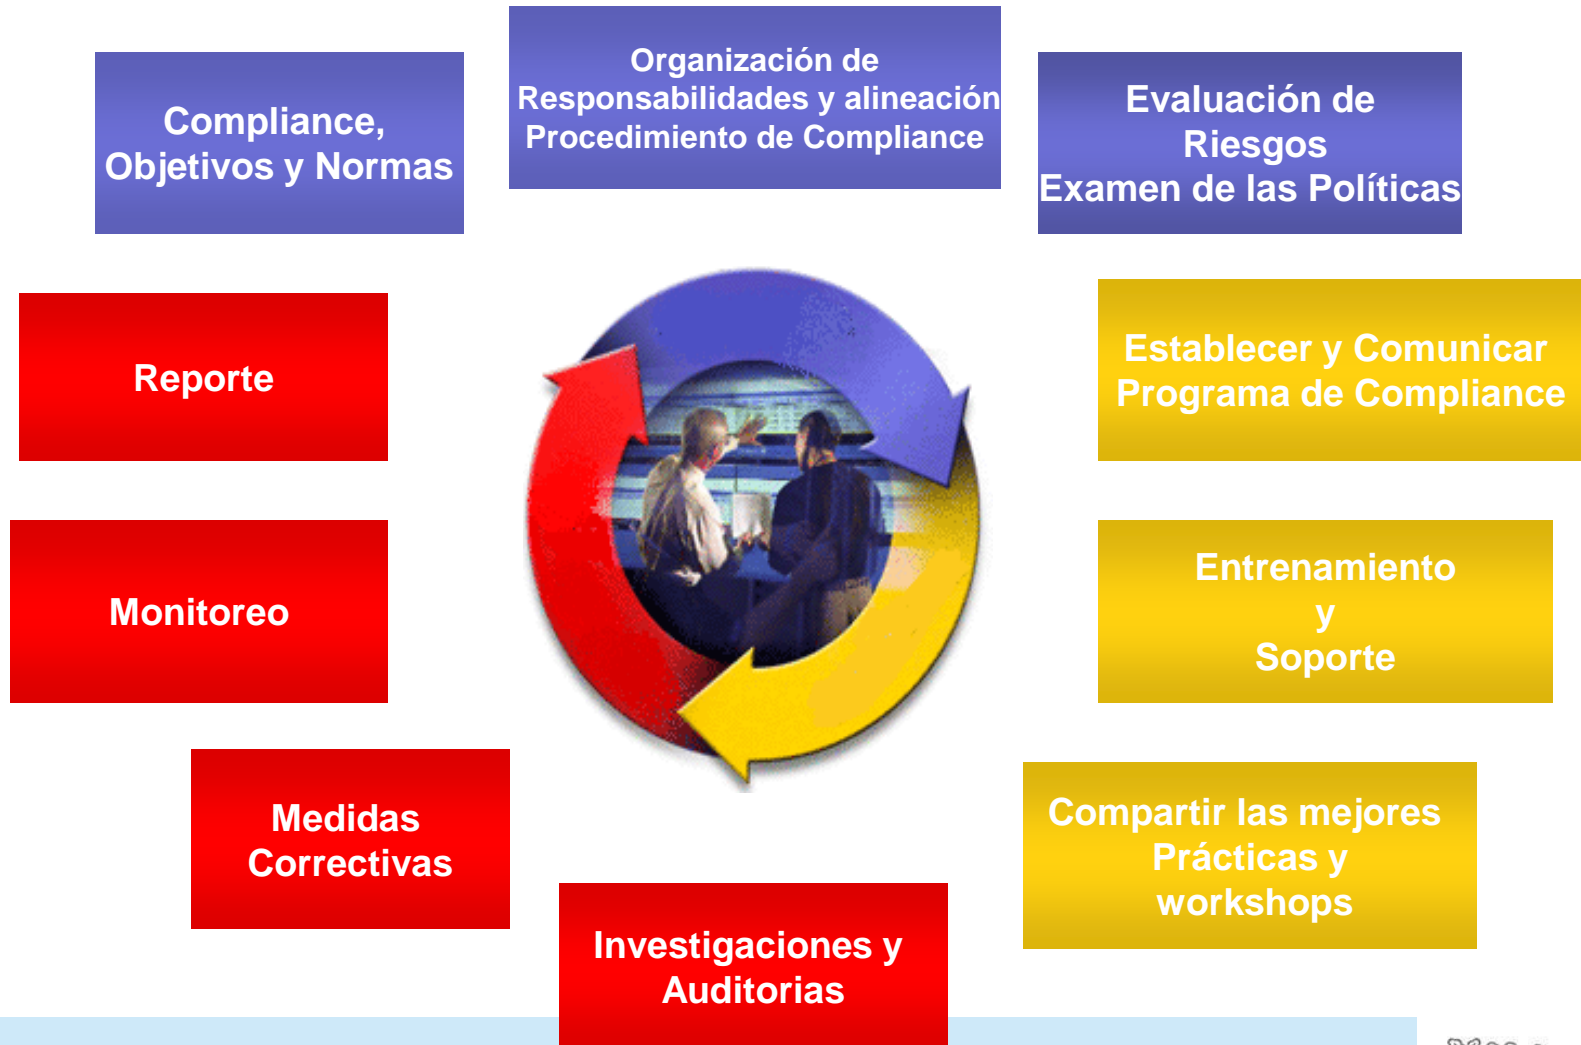 Organización de
Responsabilidades y alineación
Procedimiento de Compliance
Compliance,
Objetivos y Normas
Evaluación de
Riesgos
Examen de las Políticas
Reporte
Establecer y Comunicar
Programa de Compliance
Monitoreo
Entrenamiento
y
Soporte
Medidas
Correctivas
Compartir las mejores
Prácticas y
workshops
Investigaciones y
Auditorias